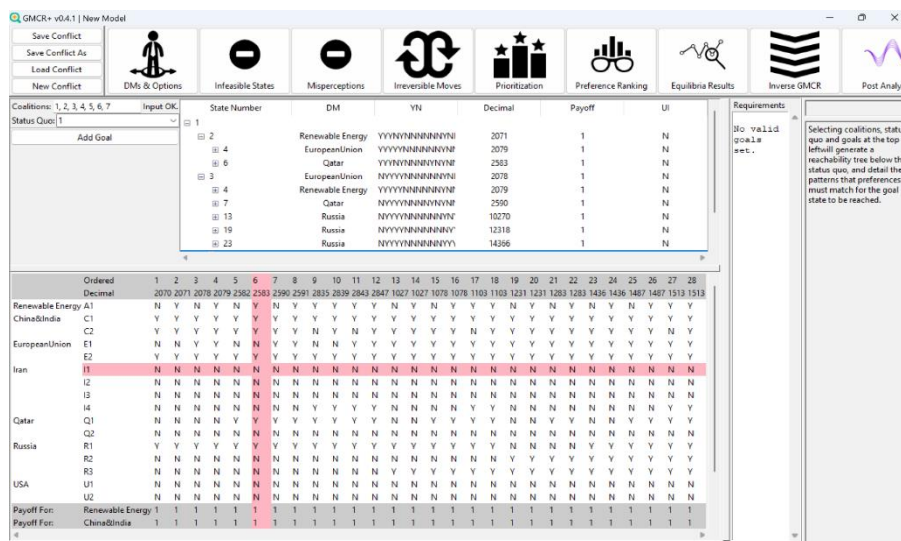 GMCR+ v0.4.1 | New Model
Save Conflict
Save Conflict As
Load Conflict
New Conflict
DMs & Options
Infeasible States
Misperceptions
Irreversible Moves
Prioritization
Preference Ranking
Equilibria Results
Inverse GMCR
Post Analy
Coalitions: 1, 2, 3, 4, 5, 6, 7 Input OK.
Status Quo: 1
Add Goal
State Number DM YN Decimal Payoff UI
1
2 Renewable Energy YYYNYNNNNNNYNI 2071 1 N
4 EuropeanUnion YYYYYNNNNNNYNI 2079 1 N
6 Qatar YYYNYNNNNYNYNI 2583 1 N
3 EuropeanUnion NYYYYNNNNNNYNI 2078 1 N
4 Renewable Energy YYYYYNNNNNNYNI 2079 1 N
7 Qatar NYYYYNNNNYNYNI 2590 1 N
13 Russia NYYYYNNNNNNYN' 10270 1 N
19 Russia NYYYYNNNNNNNY' 12318 1 N
23 Russia NYYYYNNNNNNYY\ 14366 1 N
Requirements
No valid
goals
set.
Selecting coalitions, statu
quo and goals at the top
leftwill generate a
reachability tree below th
status quo, and detail the
patterns that preferences
must match for the goal
state to be reached.
Ordered 1 2 3 4 5 6 7 8 9 10 11 12 13 14 15 16 17 18 19 20 21 22 23 24 25 26 27 28
Decimal 2070 2071 2078 2079 2582 2583 2590 2591 2835 2839 2843 2847 1027 1027 1078 1078 1103 1103 1231 1231 1283 1283 1436 1436 1487 1487 1513 1513
Renewable Energy A1 N Y N Y N Y N Y Y Y Y Y N Y N Y Y Y N Y N Y N Y N Y Y Y
China&India C1 Y Y Y Y Y Y Y Y Y Y Y Y Y Y Y Y Y Y Y Y Y Y Y Y Y Y Y Y
C2 Y Y Y Y Y Y Y Y N Y N Y Y Y Y Y N Y Y Y Y Y Y Y Y Y N Y
EuropeanUnion E1 N N Y Y N N Y Y N N Y Y Y Y Y Y Y Y Y Y Y Y Y Y Y Y Y Y
E2 Y Y Y Y Y Y Y Y Y Y Y Y Y Y Y Y Y Y Y Y Y Y Y Y Y Y Y Y
Iran I1 N N N N N N N N N N N N N N N N N N N N N N N N N N N N
I2 N N N N N N N N N N N N N N N N N N N N N N N N N N N N
I3 N N N N N N N N N N N N N N N N N N N N N N N N N N N N
I4 N N N N N N N N Y Y Y Y N N N N Y Y N N N N N N N N Y Y
Qatar Q1 N N N N Y Y Y Y Y Y Y Y N N Y Y Y Y N N Y Y N N Y Y Y Y
Q2 N N N N N N N N N N N N N N N N N N N N N N N N N N N N
Russia R1 Y Y Y Y Y Y Y Y Y Y Y Y Y Y Y Y Y Y N N N N Y Y Y Y Y Y
R2 N N N N N N N N N N N N N N N N N N Y Y Y Y Y Y Y Y Y Y
R3 N N N N N N N N N N N N Y Y Y Y Y Y Y Y Y Y Y Y Y Y Y Y
USA U1 N N N N N N N N N N N N N N N N N N N N N N N N N N N N
U2 N N N N N N N N N N N N N N N N N N N N N N N N N N N N
Payoff For: Renewable Energy 1 1 1 1 1 1 1 1 1 1 1 1 1 1 1 1 1 1 1 1 1 1 1 1 1 1 1 1
Payoff For: China&India 1 1 1 1 1 1 1 1 1 1 1 1 1 1 1 1 1 1 1 1 1 1 1 1 1 1 1 1